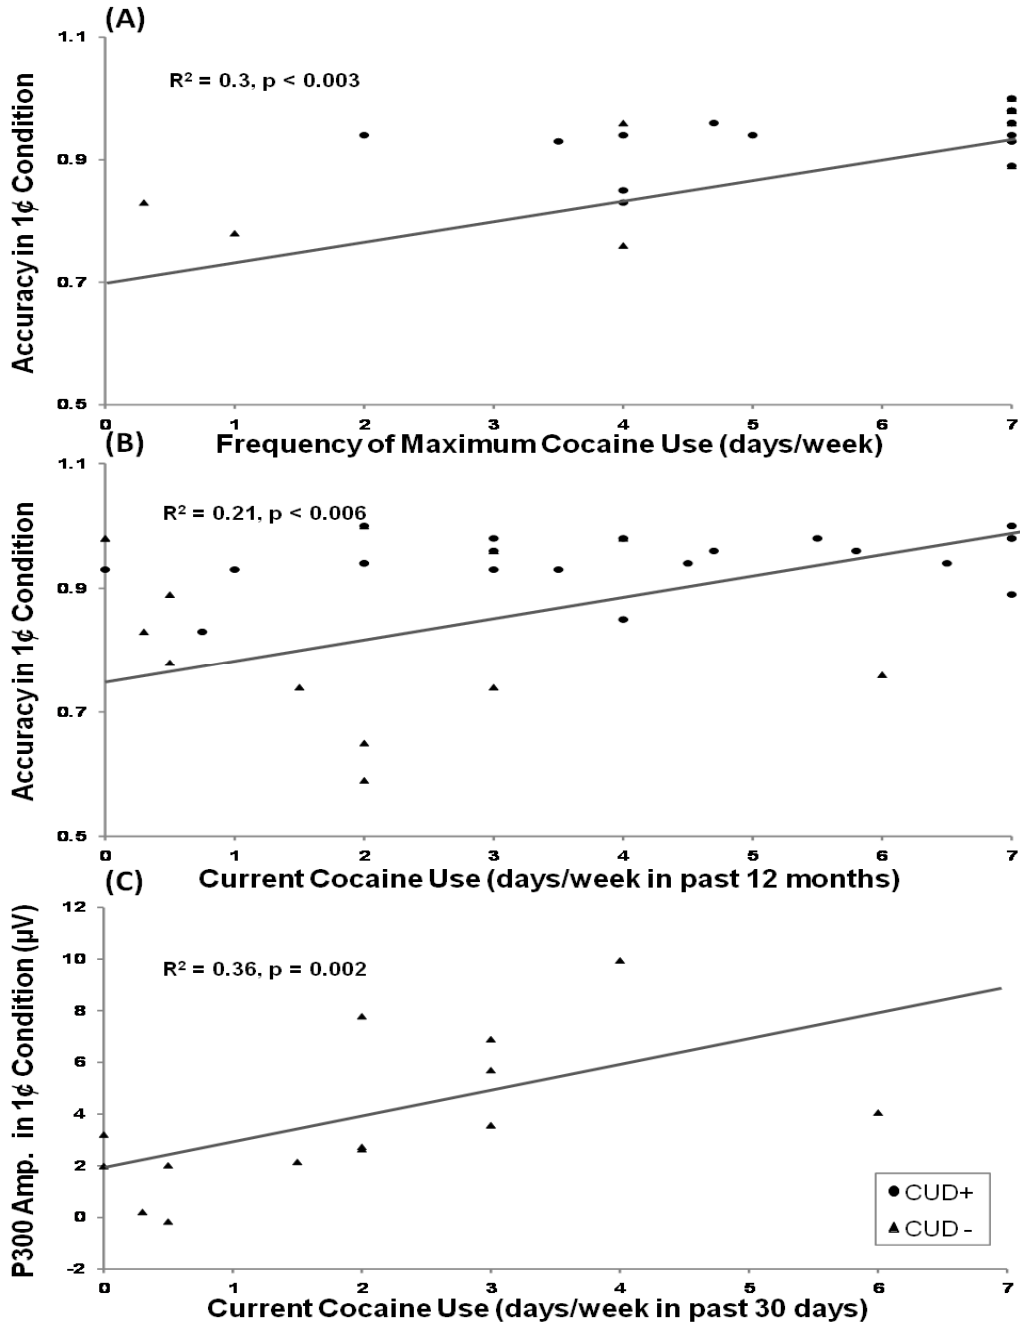 (A)
1.1
0.9
0.7
0.5
Accuracy in 1¢ Condition
R² = 0.3, p < 0.003
0 1 2 3 4 5 6 7
Frequency of Maximum Cocaine Use (days/week)
(B)
1.1
0.9
0.7
0.5
Accuracy in 1¢ Condition
R² = 0.21, p < 0.006
0 1 2 3 4 5 6 7
Current Cocaine Use (days/week in past 12 months)
(C)
12
10
8
6
4
2
0
-2
P300 Amp. in 1¢ Condition (µV)
R² = 0.36, p = 0.002
CUD+
CUD -
0 1 2 3 4 5 6 7
Current Cocaine Use (days/week in past 30 days)